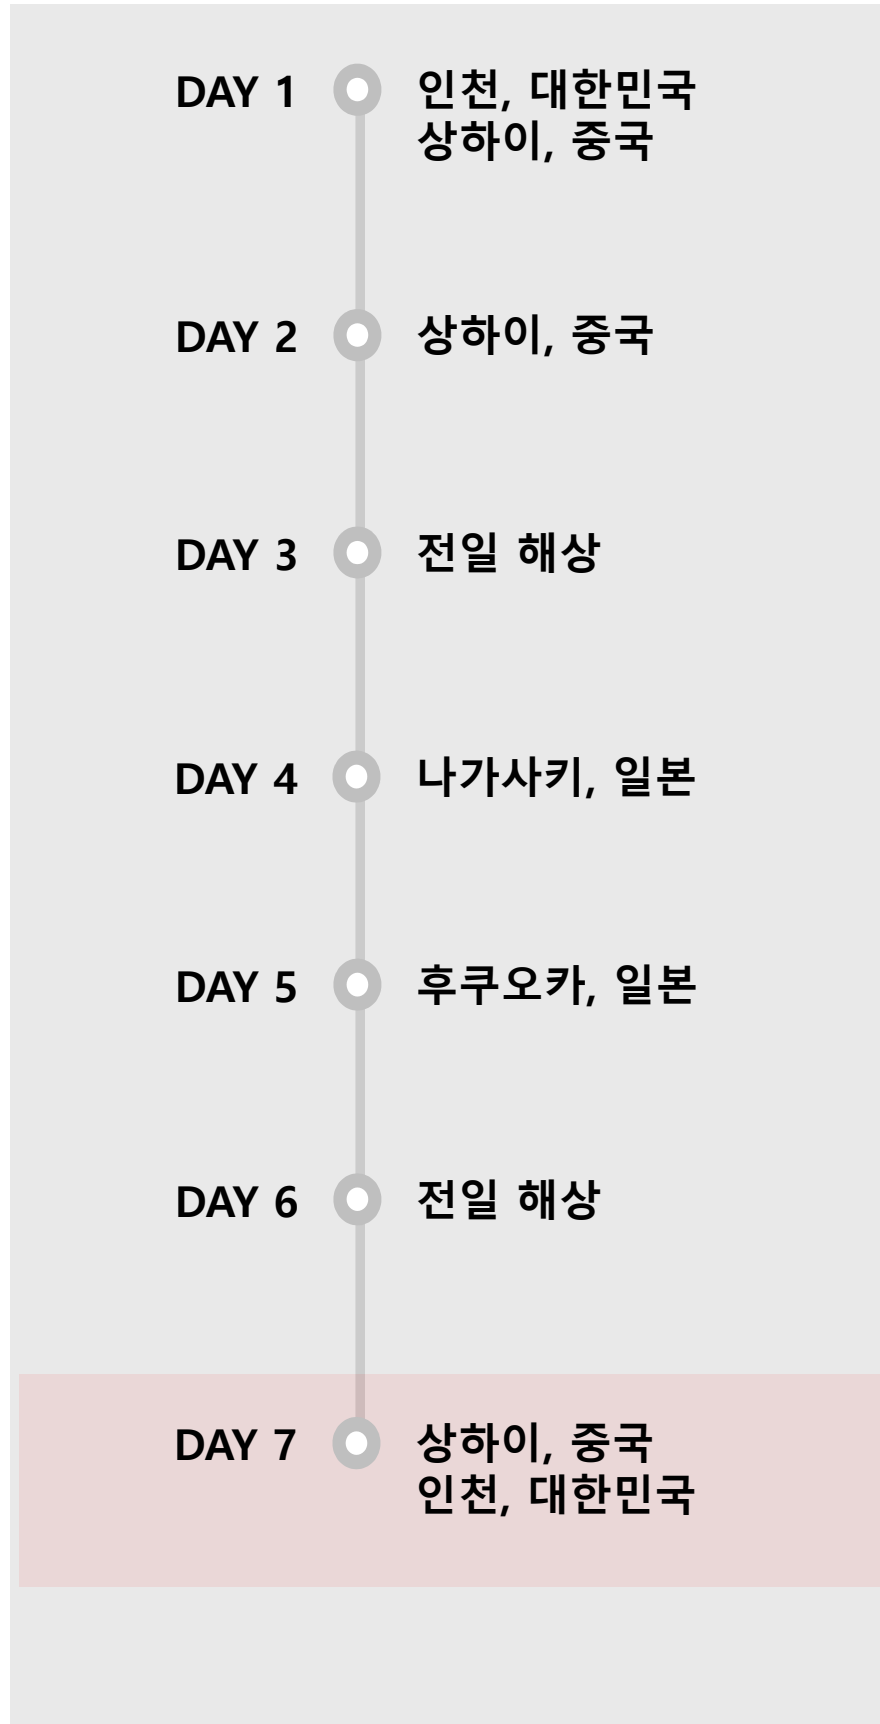 DAY 1 인천, 대한민국
상하이, 중국
DAY 2 상하이, 중국
DAY 3 전일 해상
DAY 4 나가사키, 일본
DAY 5 후쿠오카, 일본
DAY 6 전일 해상
DAY 7 상하이, 중국
인천, 대한민국